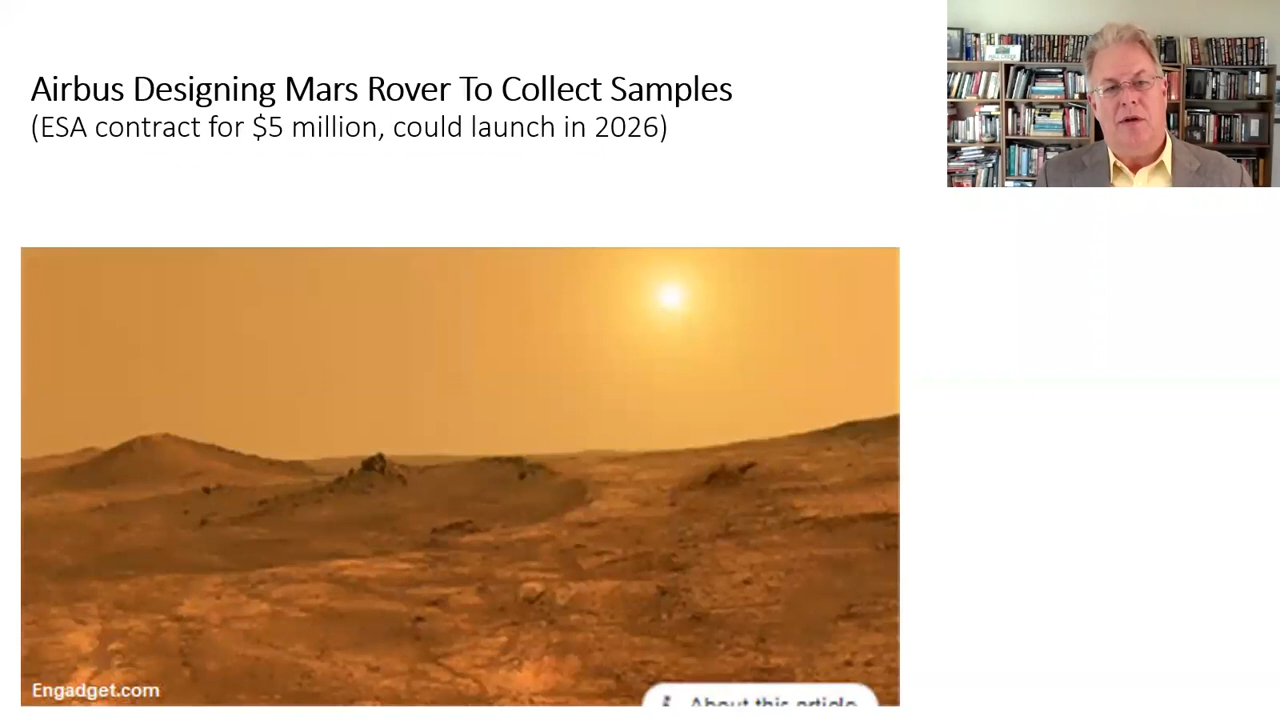 Airbus Designing Mars Rover To Collect Samples
(ESA contract for $5 million, could launch in 2026)
Engadget.com
About this article